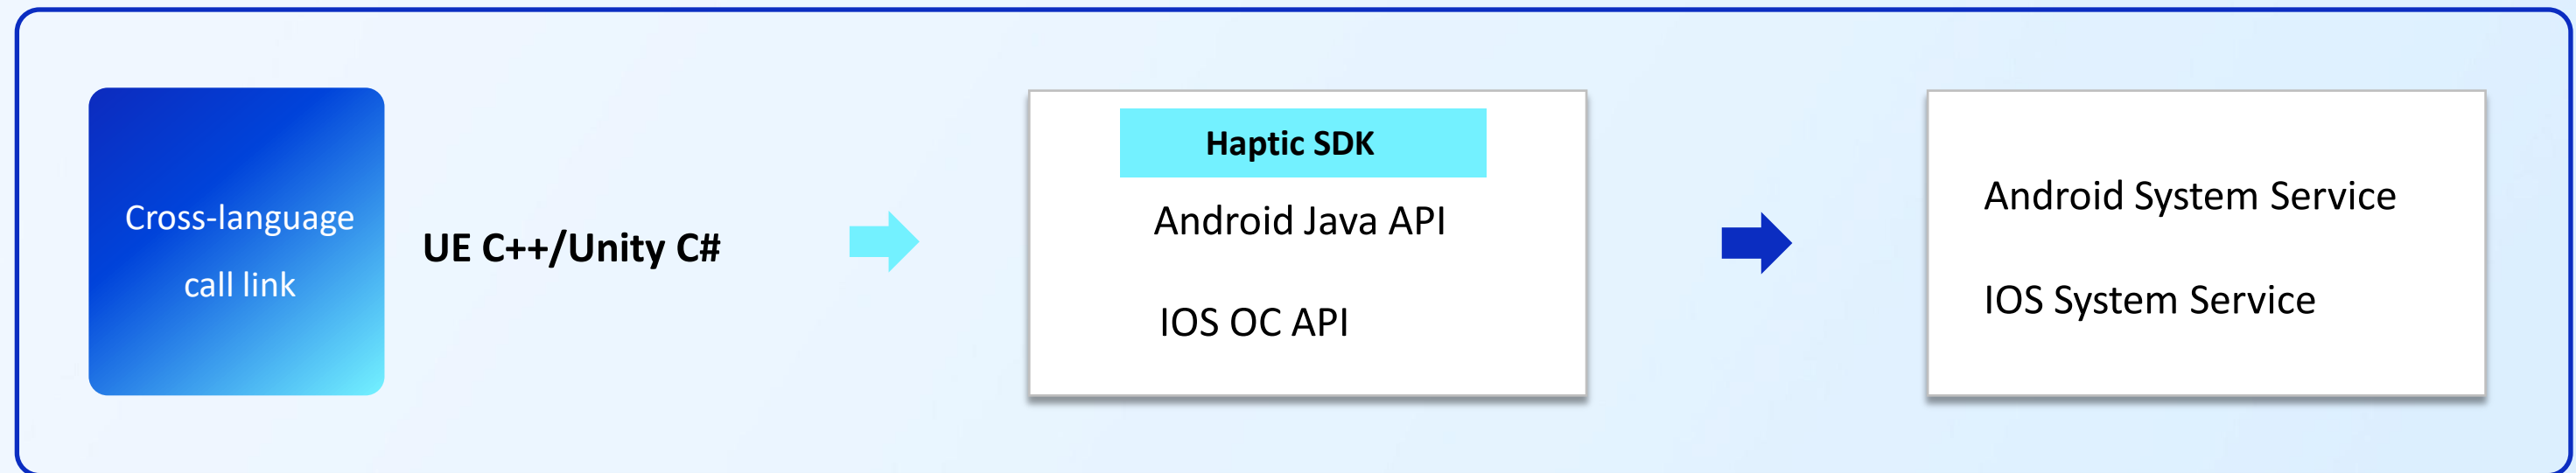 Cross-language
call link
UE C++/Unity C#
Haptic SDK
Android Java API
IOS OC API
Android System Service
IOS System Service